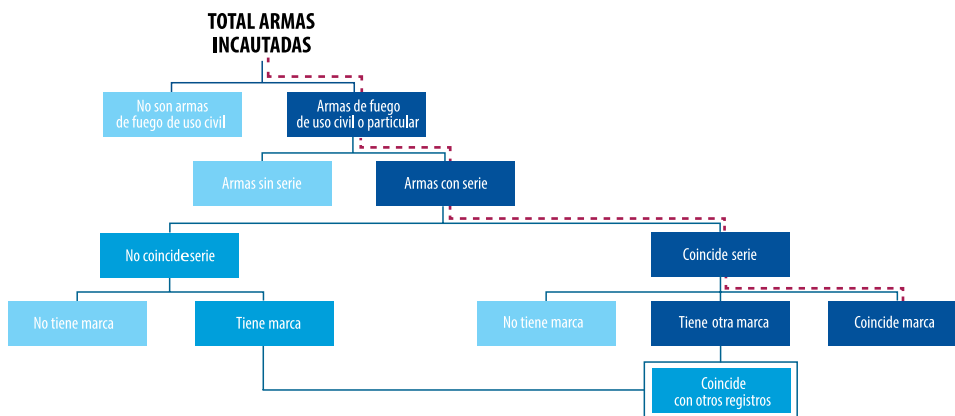 TOTAL ARMAS
INCAUTADAS
No son armas
de fuego de uso civil
Armas de fuego
de uso civil o particular
Armas sin serie
Armas con serie
No coincide serie
Coincide serie
No tiene marca
Tiene marca
No tiene marca
Tiene otra marca
Coincide marca
Coincide
con otros registros